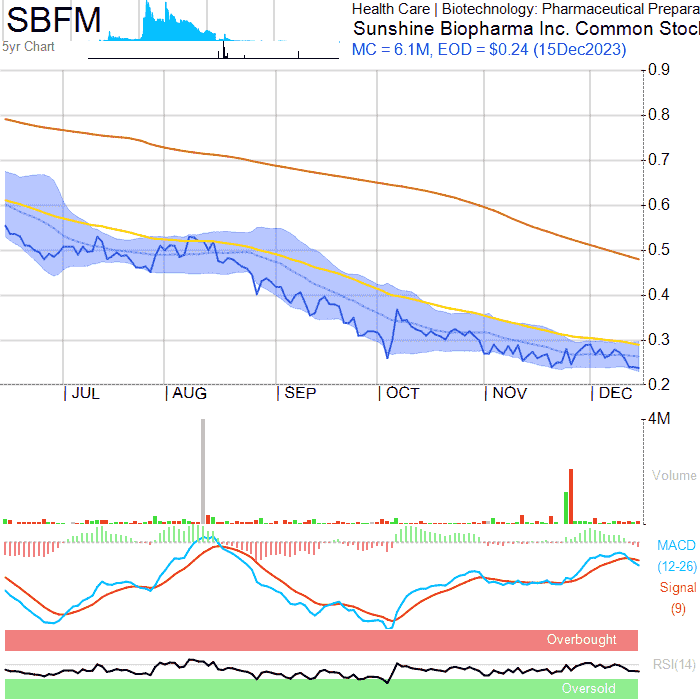 SBFM
5yr Chart
Health Care | Biotechnology: Pharmaceutical Prepara
Sunshine Biopharma Inc. Common Stoc
MC = 6.1M, EOD = $0.24 (15Dec2023)
0.9
0.8
0.7
0.6
0.5
0.4
0.3
0.2
| JUL | AUG | SEP | OCT | NOV | DEC
4M
Volume
MACD
(12-26)
Signal
(9)
Overbought
RSI(14)
Oversold